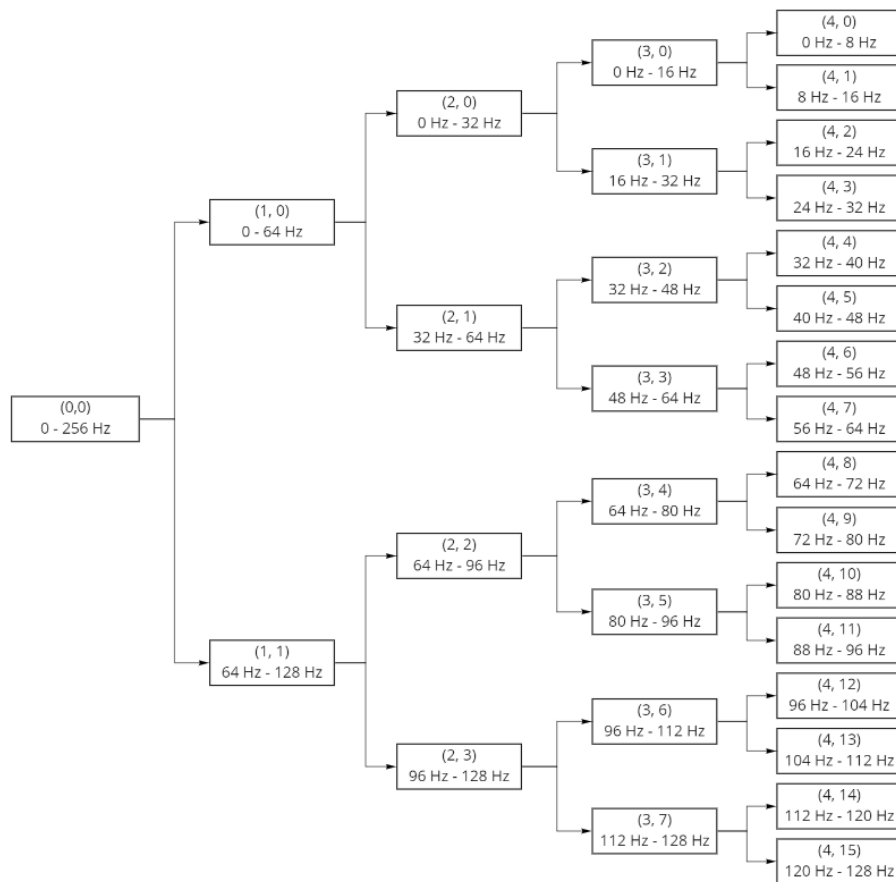 (0,0)
0 - 256 Hz
(1, 0)
0 - 64 Hz
(1, 1)
64 Hz - 128 Hz
(2, 0)
0 Hz - 32 Hz
(2, 1)
32 Hz - 64 Hz
(2, 2)
64 Hz - 96 Hz
(2, 3)
96 Hz - 128 Hz
(3, 0)
0 Hz - 16 Hz
(3, 1)
16 Hz - 32 Hz
(3, 2)
32 Hz - 48 Hz
(3, 3)
48 Hz - 64 Hz
(3, 4)
64 Hz - 80 Hz
(3, 5)
80 Hz - 96 Hz
(3, 6)
96 Hz - 112 Hz
(3, 7)
112 Hz - 128 Hz
(4, 0)
0 Hz - 8 Hz
(4, 1)
8 Hz - 16 Hz
(4, 2)
16 Hz - 24 Hz
(4, 3)
24 Hz - 32 Hz
(4, 4)
32 Hz - 40 Hz
(4, 5)
40 Hz - 48 Hz
(4, 6)
48 Hz - 56 Hz
(4, 7)
56 Hz - 64 Hz
(4, 8)
64 Hz - 72 Hz
(4, 9)
72 Hz - 80 Hz
(4, 10)
80 Hz - 88 Hz
(4, 11)
88 Hz - 96 Hz
(4, 12)
96 Hz - 104 Hz
(4, 13)
104 Hz - 112 Hz
(4, 14)
112 Hz - 120 Hz
(4, 15)
120 Hz - 128 Hz